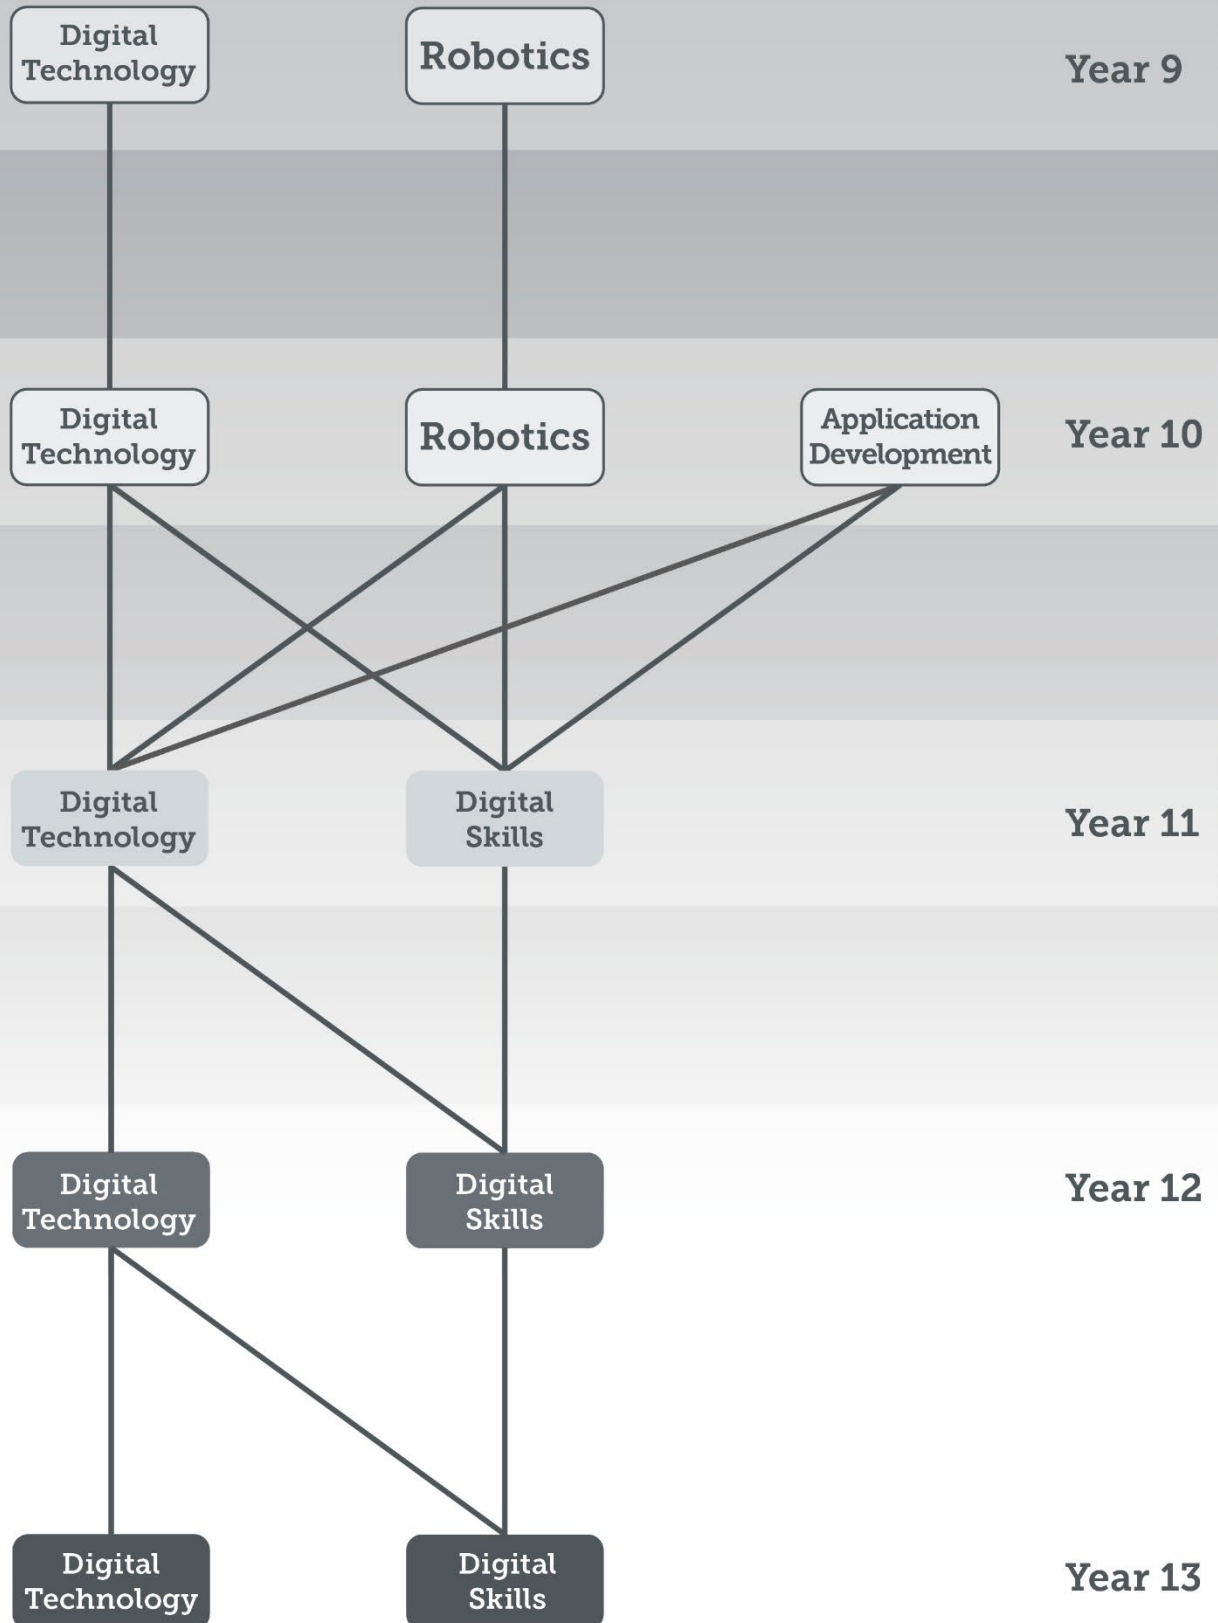 Digital
Technology
Robotics
Year 9
Digital
Technology
Robotics
Application
Development
Year 10
Digital
Technology
Digital
Skills
Year 11
Digital
Technology
Digital
Skills
Year 12
Digital
Technology
Digital
Skills
Year 13